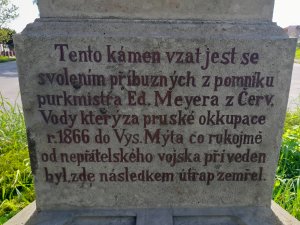 Tento kámen vzat jest se
svolením příbuzných z pomníku
purkmistra Ed. Meyera z Červ.
Vody který za pruské okkupace
r. 1866 do Vys. Mýta co rukojmě
od nepřátelského vojska přiveden
byl, zde následkem útrap zemřel.